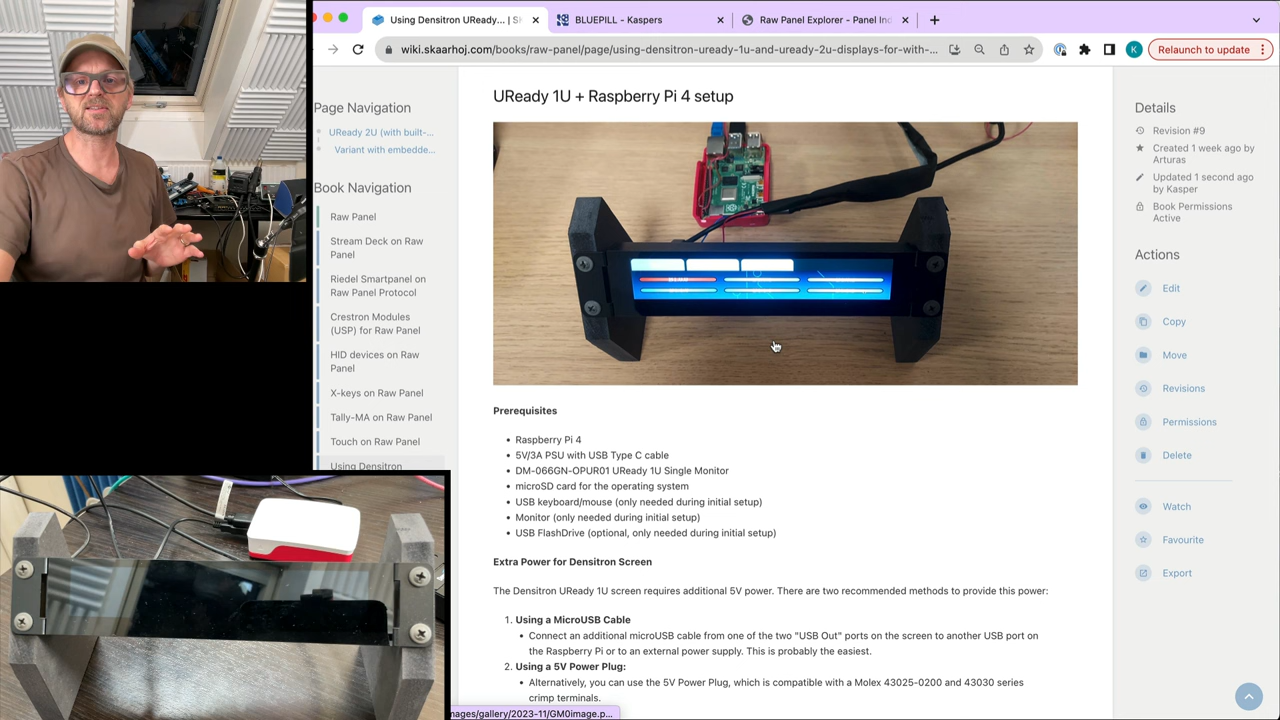 Using Densitron UReady... | Sk
BLUEPILL - Kaspers
Raw Panel Explorer - Panel Ind
wiki.skaarhoj.com/books/raw-panel/page/using-densitron-uready-1u-and-uready-2u-displays-for-with-...
K
Relaunch to update
Page Navigation
UReady 2U (with built-...
Variant with embedde...
Book Navigation
Raw Panel
Stream Deck on Raw
Panel
Riedel Smartpanel on
Raw Panel Protocol
Crestron Modules
(USP) for Raw Panel
HID devices on Raw
Panel
X-keys on Raw Panel
Tally-MA on Raw Panel
Touch on Raw Panel
Using Densitron
UReady 1U + Raspberry Pi 4 setup
Prerequisites
• Raspberry Pi 4
• 5V/3A PSU with USB Type C cable
• DM-066GN-OPUR01 UReady 1U Single Monitor
• microSD card for the operating system
• USB keyboard/mouse (only needed during initial setup)
• Monitor (only needed during initial setup)
• USB FlashDrive (optional, only needed during initial setup)
Extra Power for Densitron Screen
The Densitron UReady 1U screen requires additional 5V power. There are two recommended methods to provide this power:
1. Using a MicroUSB Cable
• Connect an additional microUSB cable from one of the two "USB Out" ports on the screen to another USB port on
the Raspberry Pi or to an external power supply. This is probably the easiest.
2. Using a 5V Power Plug:
• Alternatively, you can use the 5V Power Plug, which is compatible with a Molex 43025-0200 and 43030 series
crimp terminals.
Details
Revision #9
Created 1 week ago by
Arturas
Updated 1 second ago
by Kasper
Book Permissions
Active
Actions
Edit
Copy
Move
Revisions
Permissions
Delete
Watch
Favourite
Export
mages/gallery/2023-11/GM0image.p...